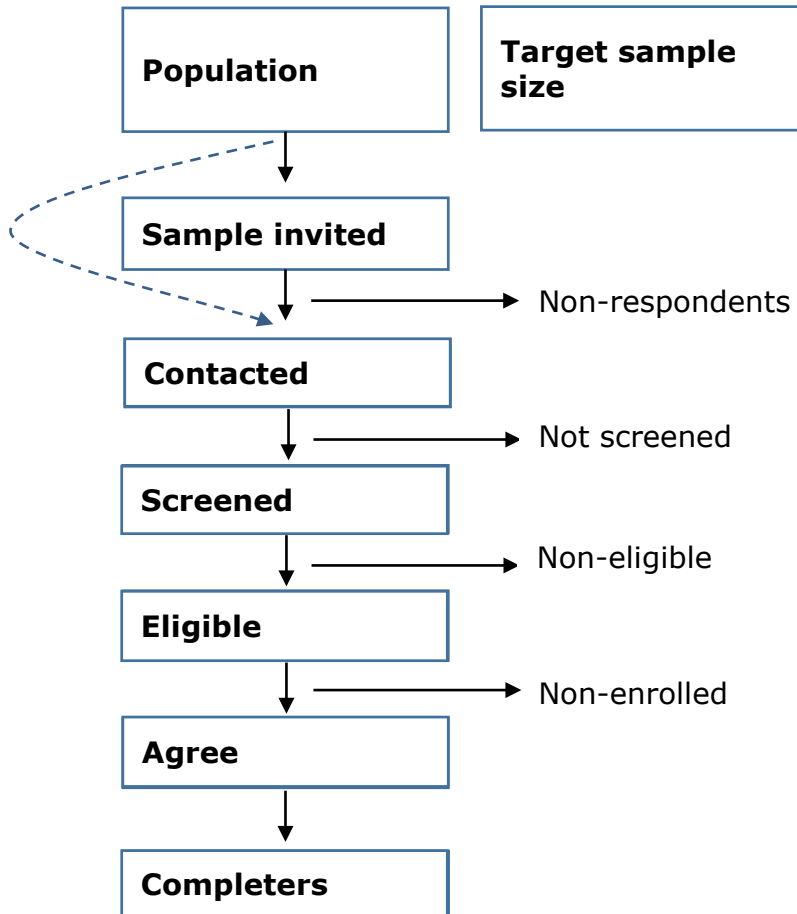 Population
Target sample
size
Sample invited
Non-respondents
Contacted
Not screened
Screened
Non-eligible
Eligible
Non-enrolled
Agree
Completers